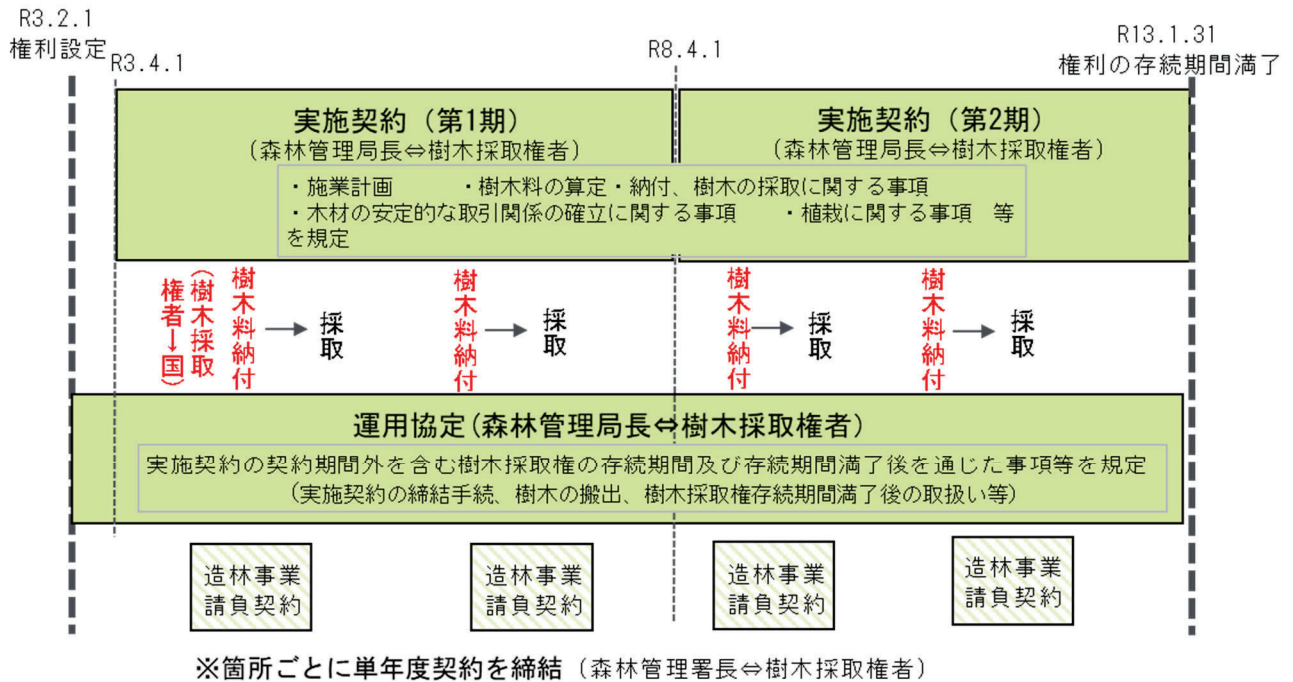 R3.2.1
権利設定
R3.4.1
R8.4.1
R13.1.31
権利の存続期間満了
実施契約（第1期）
（森林管理局長⇔樹木採取権者）
実施契約（第2期）
（森林管理局長⇔樹木採取権者）
・施業計画　　・樹木料の算定・納付、樹木の採取に関する事項
・木材の安定的な取引関係の確立に関する事項　　・植栽に関する事項　等
を規定
樹木料納付
（樹木採取
権者→国）
採取
樹木料納付
採取
樹木料納付
採取
樹木料納付
採取
運用協定（森林管理局長⇔樹木採取権者）
実施契約の契約期間外を含む樹木採取権の存続期間及び存続期間満了後を通じた事項等を規定
（実施契約の締結手続、樹木の搬出、樹木採取権存続期間満了後の取扱い等）
造林事業
請負契約
造林事業
請負契約
造林事業
請負契約
造林事業
請負契約
※箇所ごとに単年度契約を締結（森林管理署長⇔樹木採取権者）